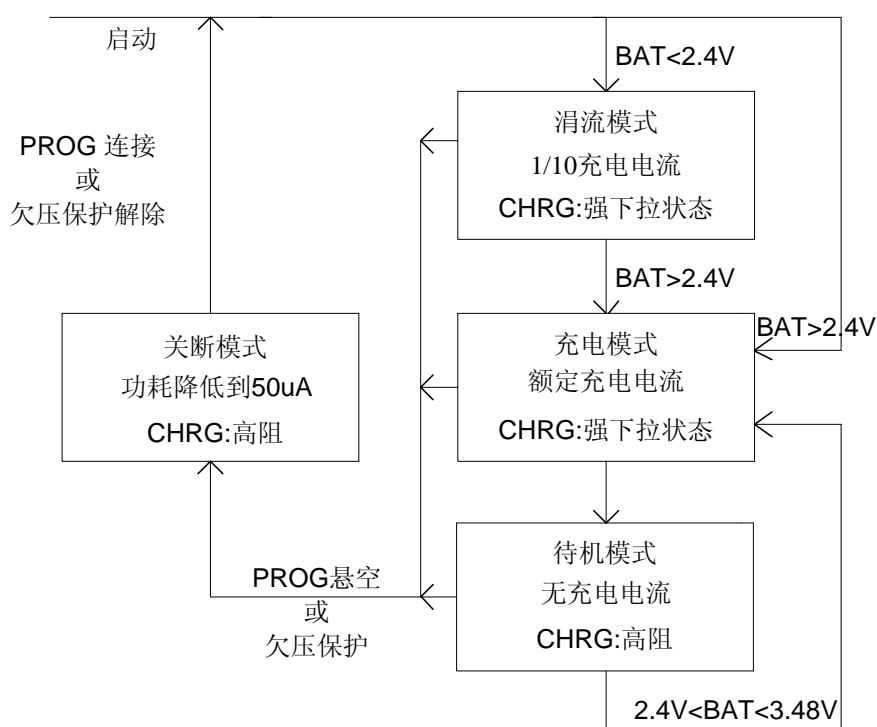 启动
BAT<2.4V
涓流模式
1/10充电电流
CHRG:强下拉状态
PROG 连接
或
欠压保护解除
BAT>2.4V
BAT>2.4V
关断模式
功耗降低到50uA
CHRG:高阻
充电模式
额定充电电流
CHRG:强下拉状态
PROG悬空
或
欠压保护
待机模式
无充电电流
CHRG:高阻
2.4V<BAT<3.48V